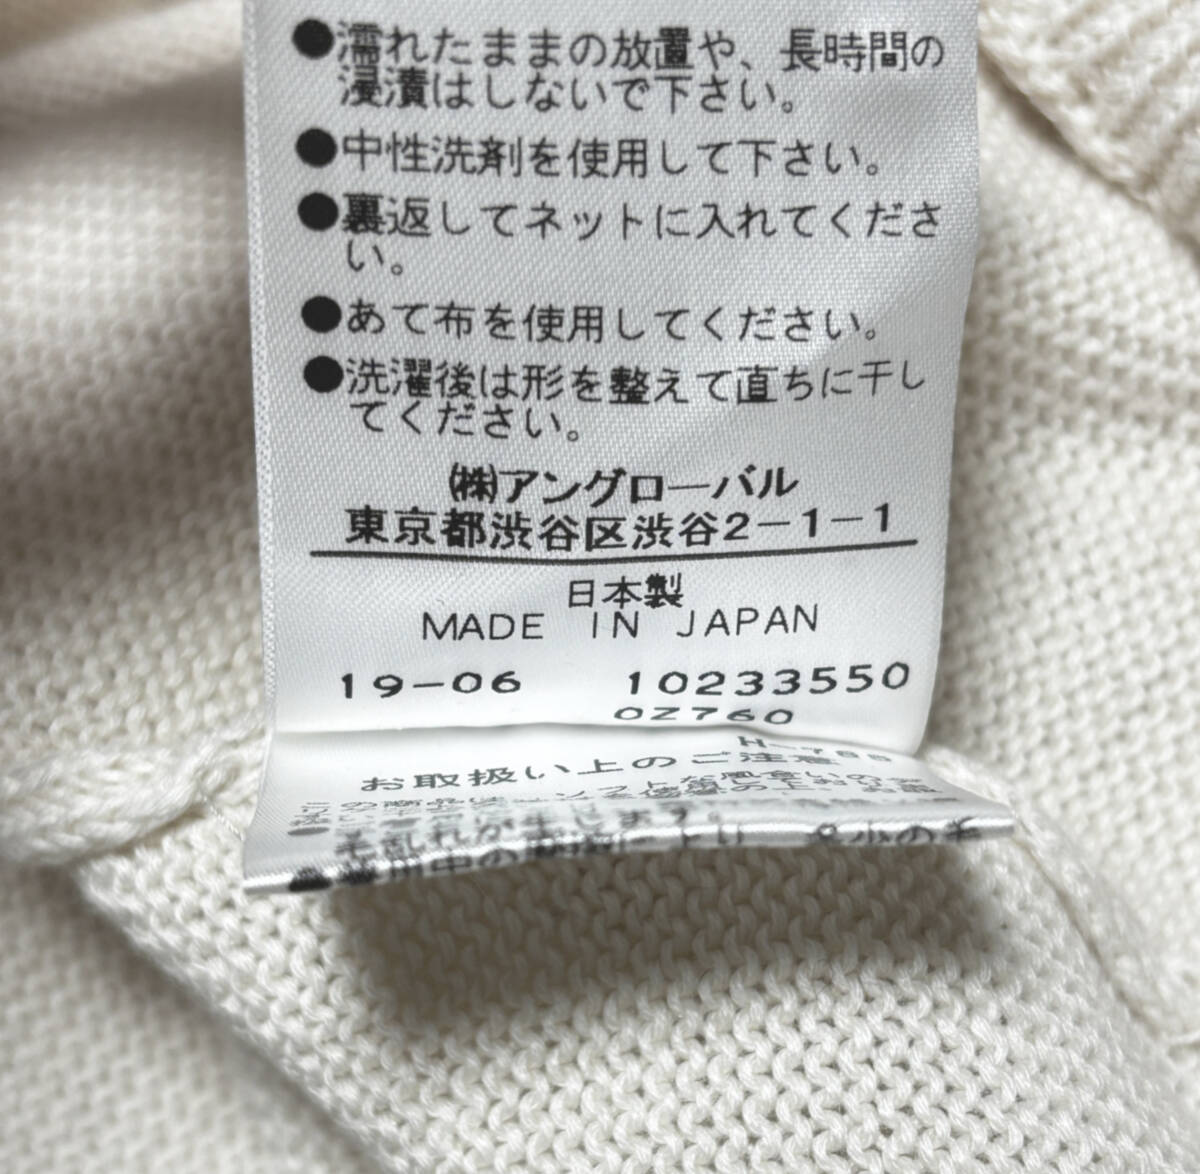 ●濡れたままの放置や、長時間の
浸漬はしないで下さい。
●中性洗剤を使用して下さい。
●裏返してネットに入れてくださ
い。
●あて布を使用してください。
●洗濯後は形を整えて直ちに干し
てください。
㈱アングローバル
東京都渋谷区渋谷2-1-1
日本製
MADE IN JAPAN
19-06 10233550
0Z760
お取扱い上のご注意